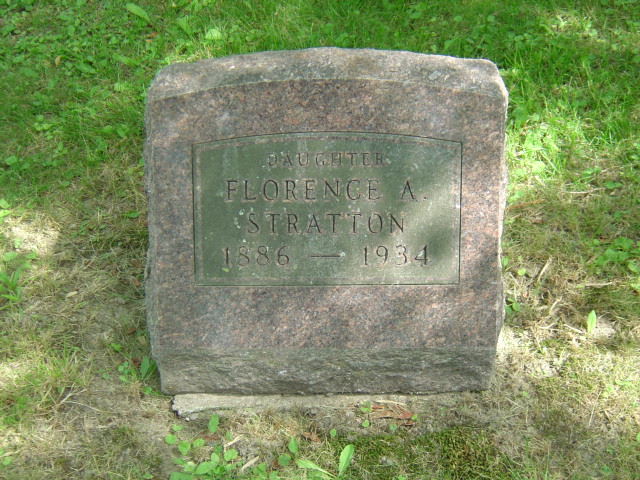 DAUGHTER
FLORENCE A.
STRATTON
1886 — 1934